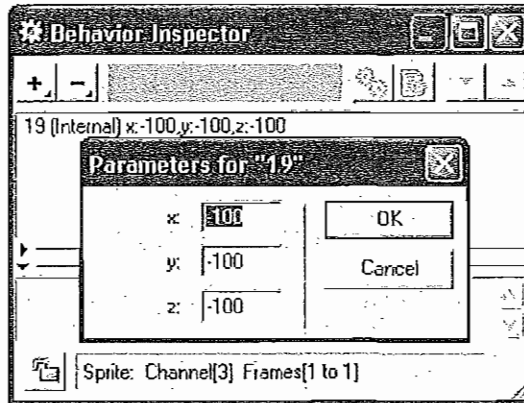 Behavior Inspector
+ -
19 (Internal) x:-100,y:-100,z:-100
Parameters for "19"
x: -100
OK
y: -100
Cancel
z: -100
Sprite: Channel[3] Frames[1 to 1]